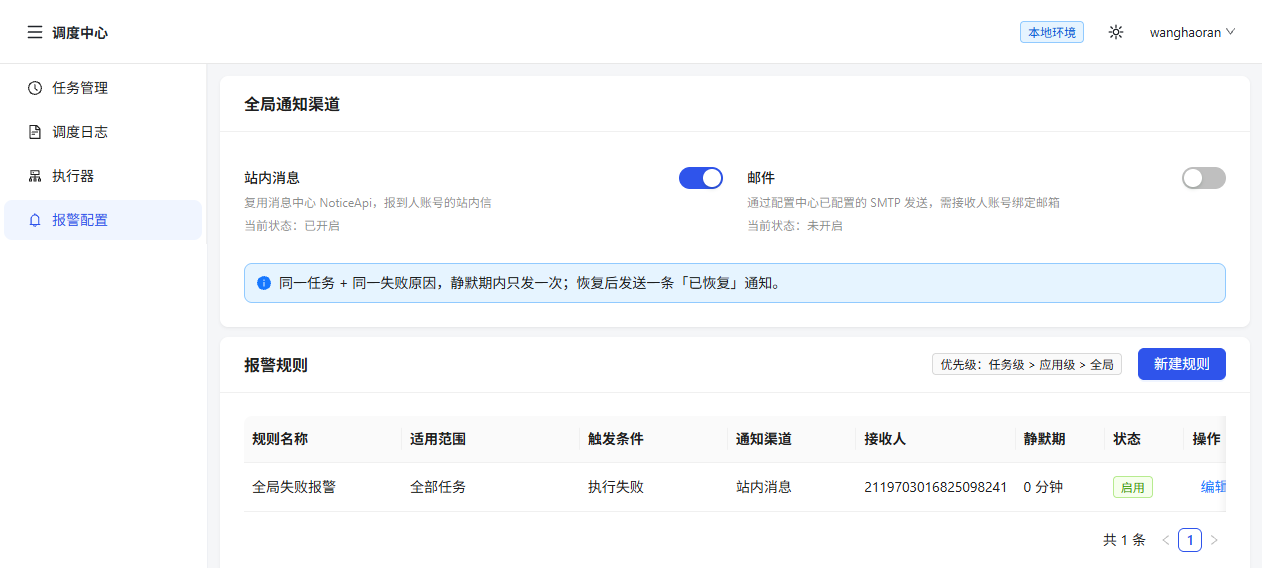 调度中心
本地环境
wanghaoran
任务管理
调度日志
执行器
报警配置
全局通知渠道
站内消息
复用消息中心 NoticeApi，报到人账号的站内信
当前状态：已开启
邮件
通过配置中心已配置的 SMTP 发送，需接收人账号绑定邮箱
当前状态：未开启
同一任务 + 同一失败原因，静默期内只发一次；恢复后发送一条「已恢复」通知。
报警规则
优先级：任务级 > 应用级 > 全局
新建规则
规则名称 适用范围 触发条件 通知渠道 接收人 静默期 状态 操作
全局失败报警 全部任务 执行失败 站内消息 2119703016825098241 0 分钟 启用 编辑
共 1 条 < 1 >